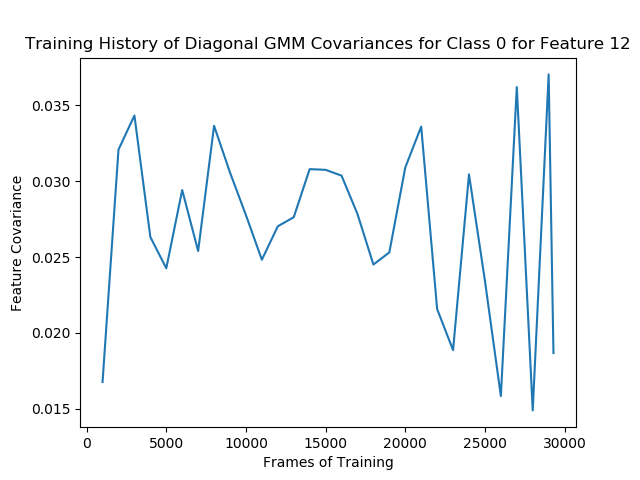 Training History of Diagonal GMM Covariances for Class 0 for Feature 12
Feature Covariance
0.035
0.030
0.025
0.020
0.015
0 5000 10000 15000 20000 25000 30000
Frames of Training